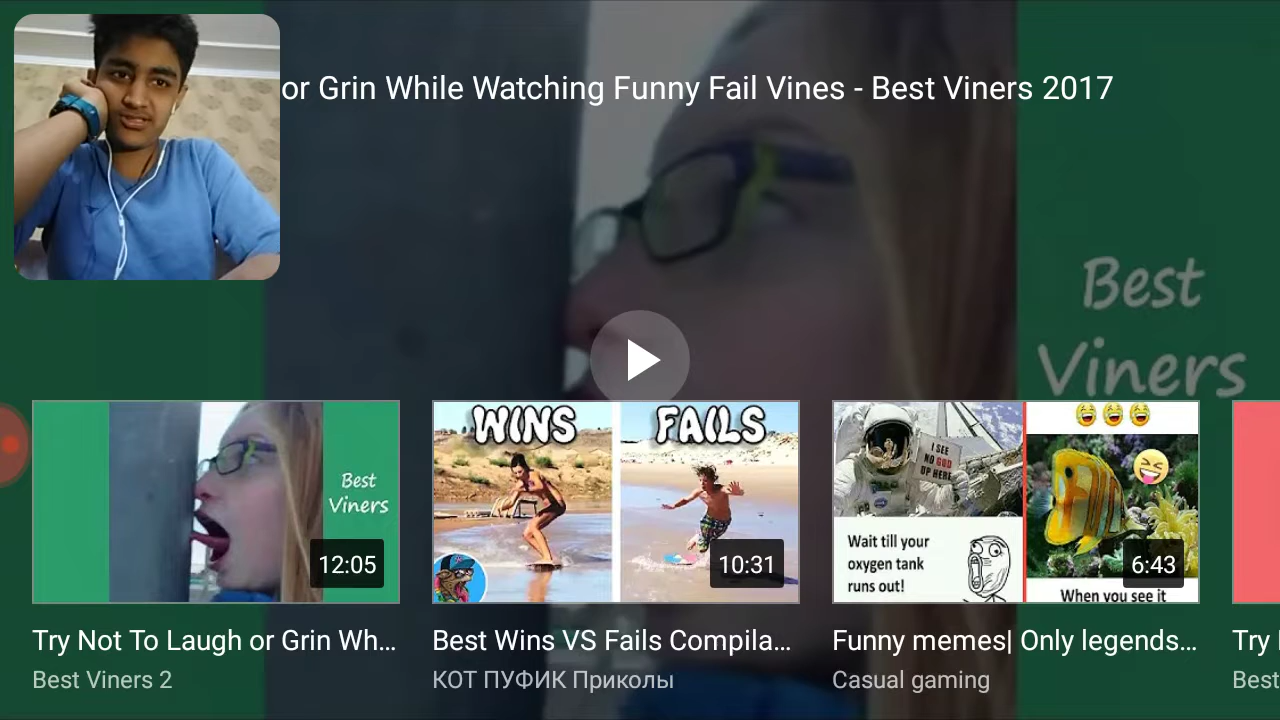 or Grin While Watching Funny Fail Vines - Best Viners 2017
Best
Viners
Best
Viners
12:05
WINS
FAILS
10:31
I SEE
NO GOD
UP HERE
Wait till your
oxygen tank
runs out!
6:43
When you see it
Try Not To Laugh or Grin Wh...
Best Wins VS Fails Compila...
Funny memes| Only legends...
Try
Best Viners 2
КОТ ПУФИК Приколы
Casual gaming
Best